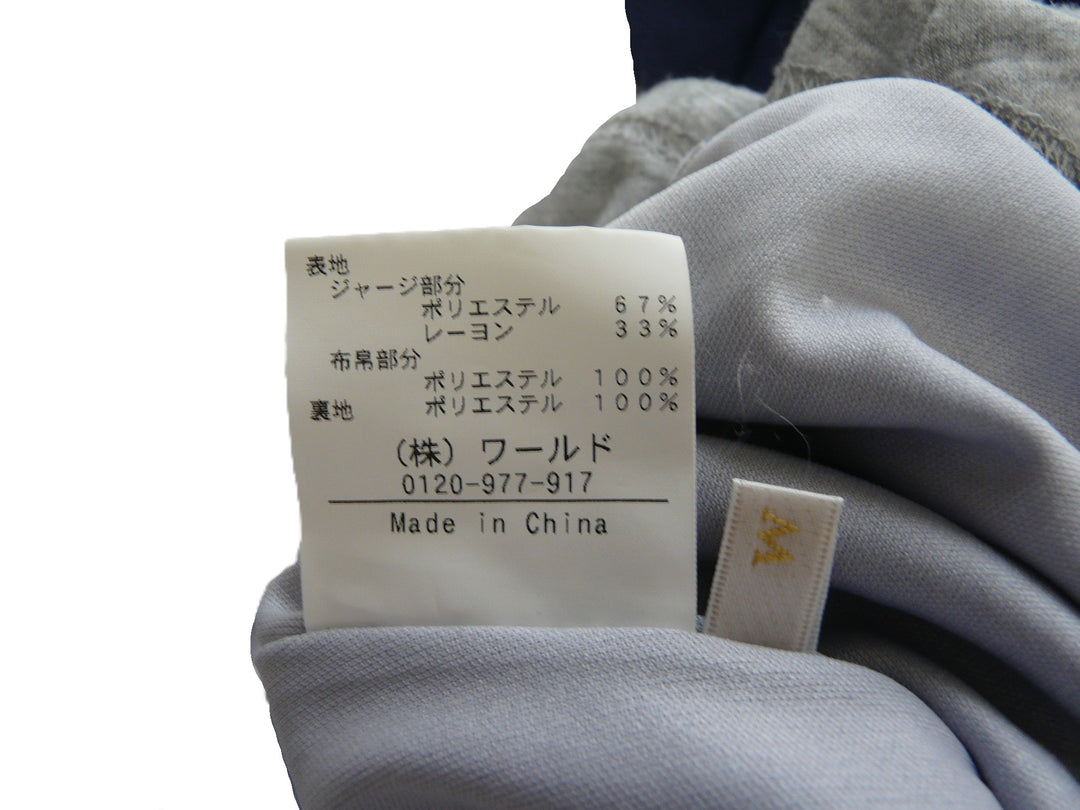 表地
ジャージ部分
ポリエステル 67%
レーヨン 33%
布帛部分
ポリエステル 100%
裏地 ポリエステル 100%
(株) ワールド
0120-977-917
Made in China
M